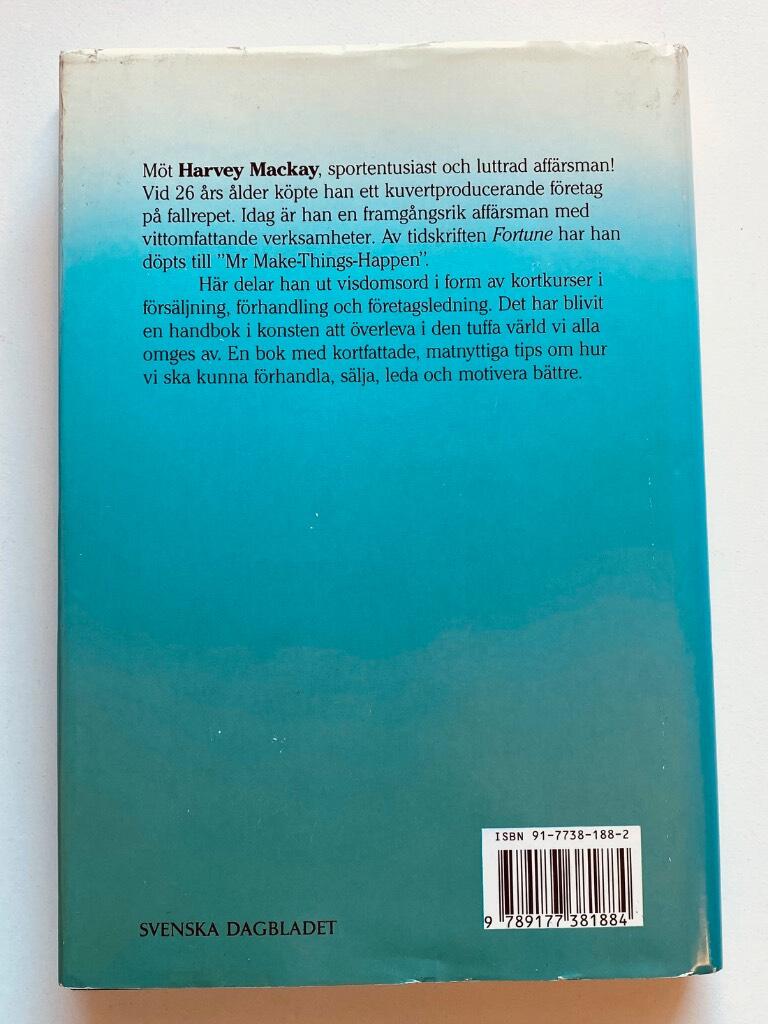 Möt Harvey Mackay, sportentusiast och luttrad affärsman!
Vid 26 års ålder köpte han ett kuvertproducerande företag
på fallrepet. Idag är han en framgångsrik affärsman med
vittomfattande verksamheter. Av tidskriften Fortune har han
döpts till ”Mr Make-Things-Happen”.
Här delar han ut visdomsord i form av kortkurser i
försäljning, förhandling och företagsledning. Det har blivit
en handbok i konsten att överleva i den tuffa värld vi alla
omges av. En bok med kortfattade, matnyttiga tips om hur
vi ska kunna förhandla, sälja, leda och motivera bättre.
ISBN 91-7738-188-2
9 789177 381884
SVENSKA DAGBLADET